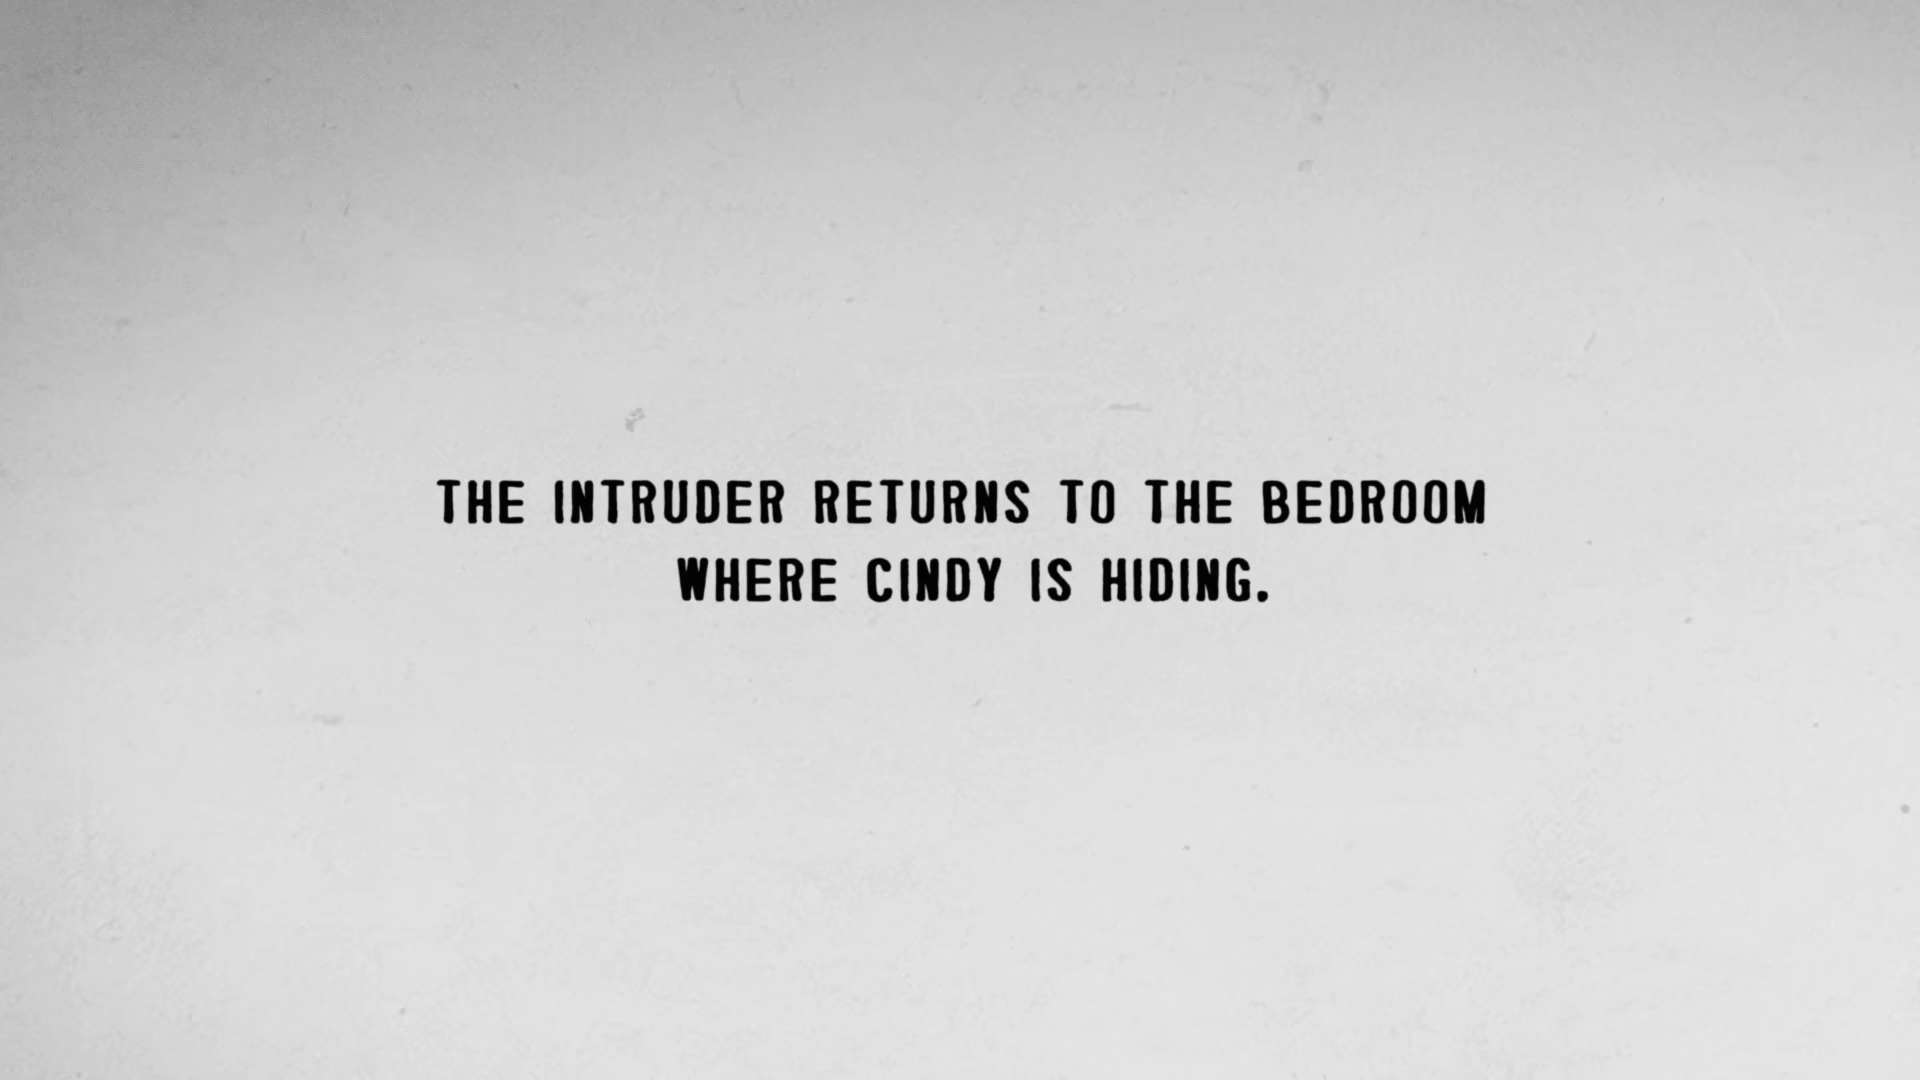 THE INTRUDER RETURNS TO THE BEDROOM
WHERE CINDY IS HIDING.